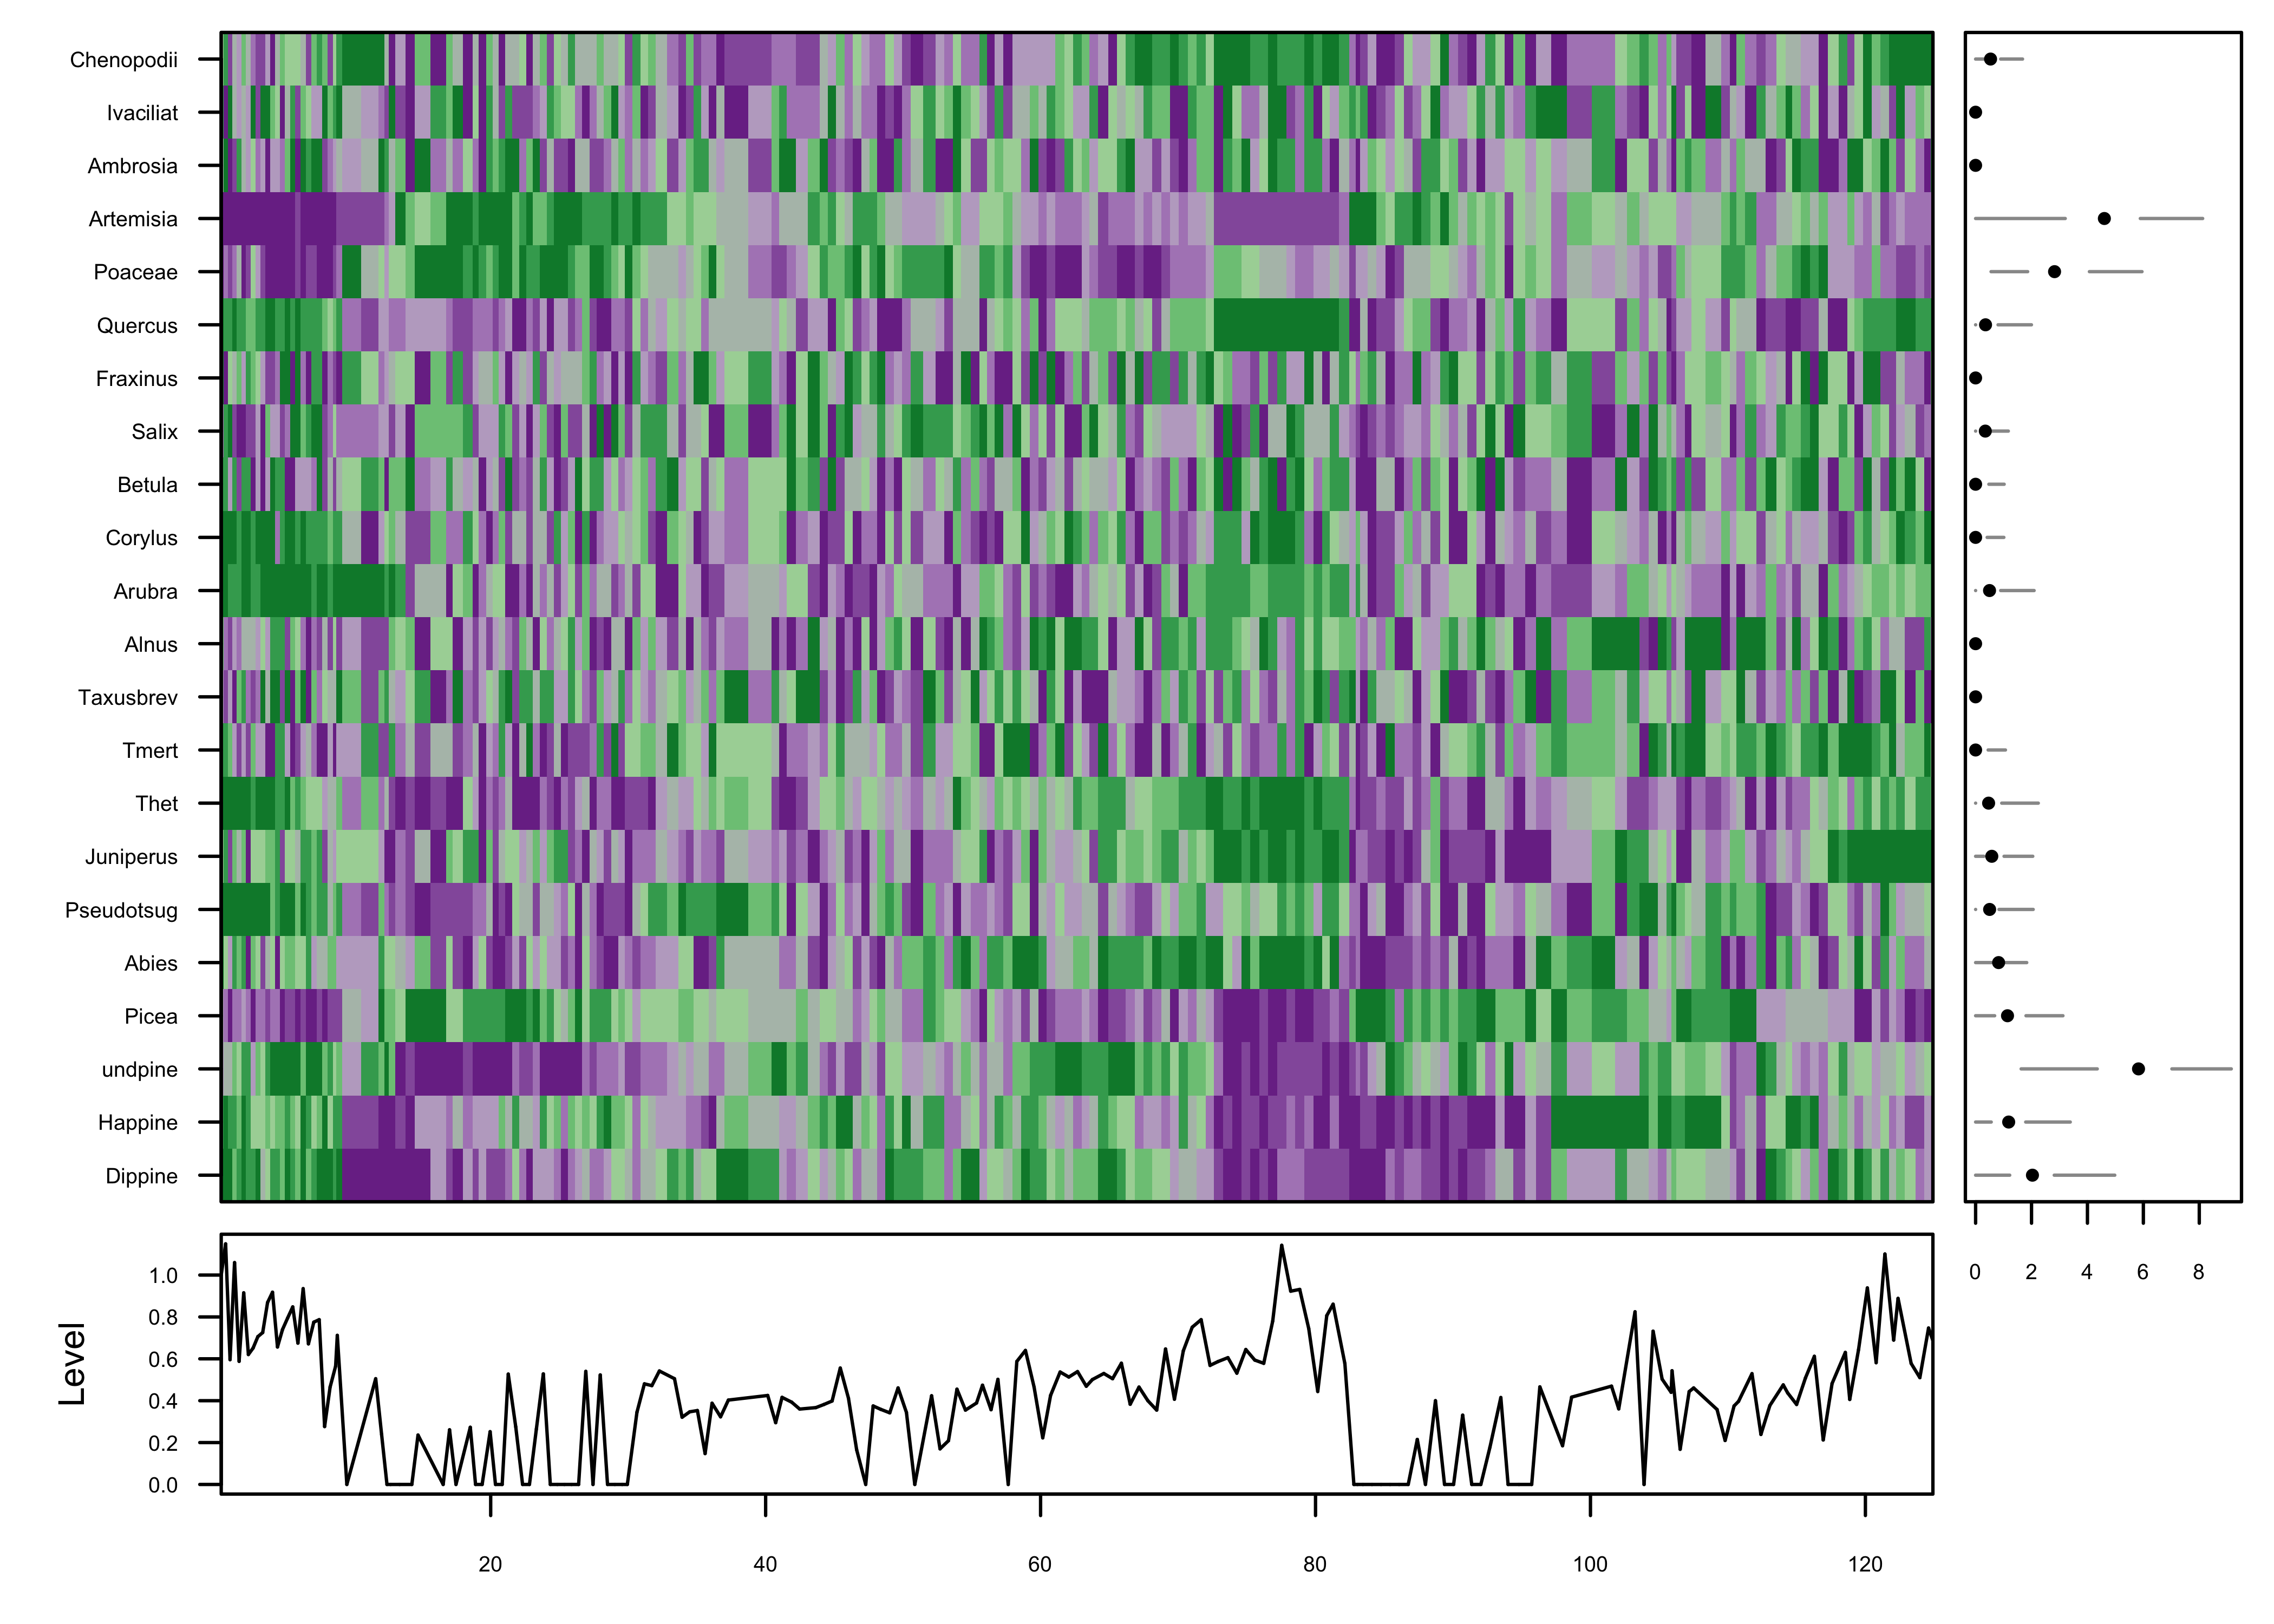 Chenopodii
Ivaciliat
Ambrosia
Artemisia
Poaceae
Quercus
Fraxinus
Salix
Betula
Corylus
Arubra
Alnus
Taxusbrev
Tmert
Thet
Juniperus
Pseudotsug
Abies
Picea
undpine
Happine
Dippine
0 2 4 6 8
Level
1.0
0.8
0.6
0.4
0.2
0.0
20 40 60 80 100 120